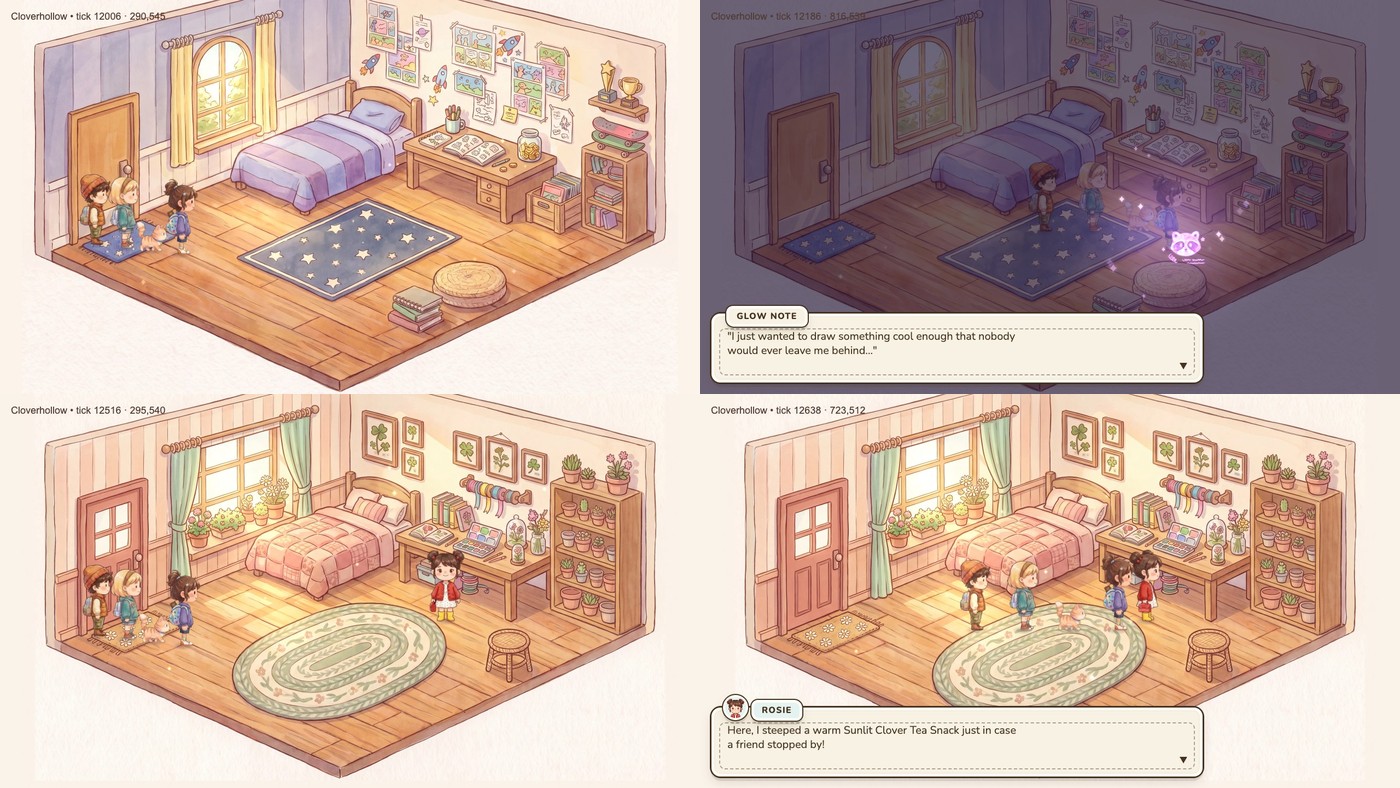 Cloverhollow • tick 12006 · 290,545
Cloverhollow • tick 12186 · 816,539
GLOW NOTE
"I just wanted to draw something cool enough that nobody
would ever leave me behind..."
Cloverhollow • tick 12516 · 295,540
Cloverhollow • tick 12638 · 723,512
ROSIE
Here, I steeped a warm Sunlit Clover Tea Snack just in case
a friend stopped by!